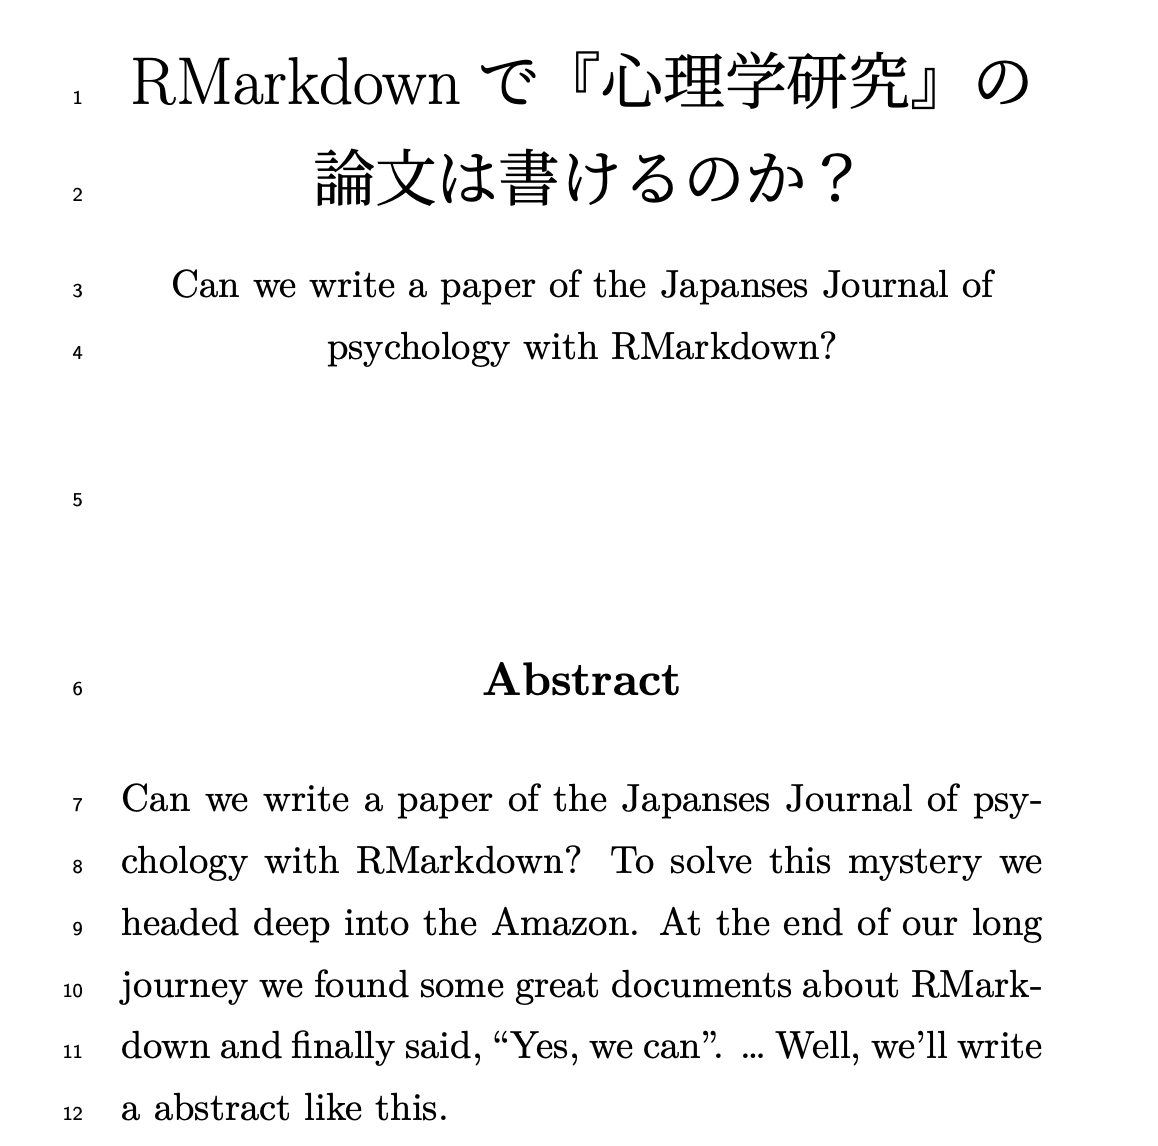 1 RMarkdown で『心理学研究』の
2 論文は書けるのか？
3 Can we write a paper of the Japanses Journal of
4 psychology with RMarkdown?
5
6 Abstract
7 Can we write a paper of the Japanses Journal of psy-
8 chology with RMarkdown? To solve this mystery we
9 headed deep into the Amazon. At the end of our long
10 journey we found some great documents about RMark-
11 down and finally said, “Yes, we can”. ... Well, we’ll write
12 a abstract like this.